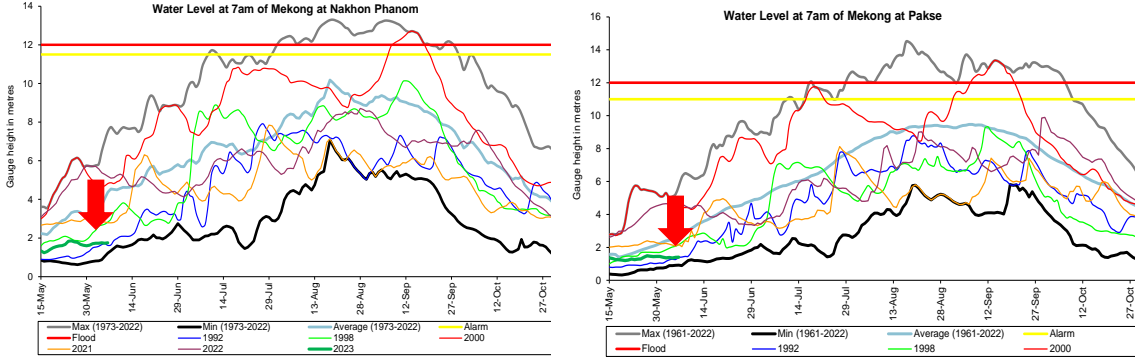 Water Level at 7am of Mekong at Nakhon Phanom
Gauge height in metres
14
12
10
8
6
4
2
0
15-May
30-May
14-Jun
29-Jun
14-Jul
29-Jul
13-Aug
28-Aug
12-Sep
27-Sep
12-Oct
27-Oct
Max (1973-2022)
Min (1973-2022)
Average (1973-2022)
Alarm
Flood
1992
1998
2000
2021
2022
2023
Water Level at 7am of Mekong at Pakse
Gauge height in metres
16
14
12
10
8
6
4
2
0
15-May
30-May
14-Jun
29-Jun
14-Jul
29-Jul
13-Aug
28-Aug
12-Sep
27-Sep
12-Oct
27-Oct
Max (1961-2022)
Min (1961-2022)
Average (1961-2022)
Alarm
Flood
1992
1998
2000
2021
2022
2023